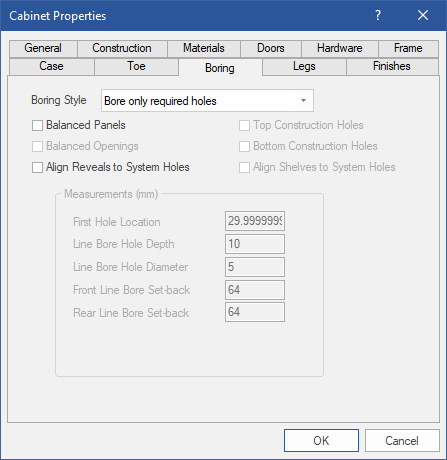 Cabinet Properties ? ✕
General Construction Materials Doors Hardware Frame
Case Toe Boring Legs Finishes
Boring Style Bore only required holes
Balanced Panels Top Construction Holes
Balanced Openings Bottom Construction Holes
Align Reveals to System Holes Align Shelves to System Holes
Measurements (mm)
First Hole Location 29.9999999
Line Bore Hole Depth 10
Line Bore Hole Diameter 5
Front Line Bore Set-back 64
Rear Line Bore Set-back 64
OK Cancel